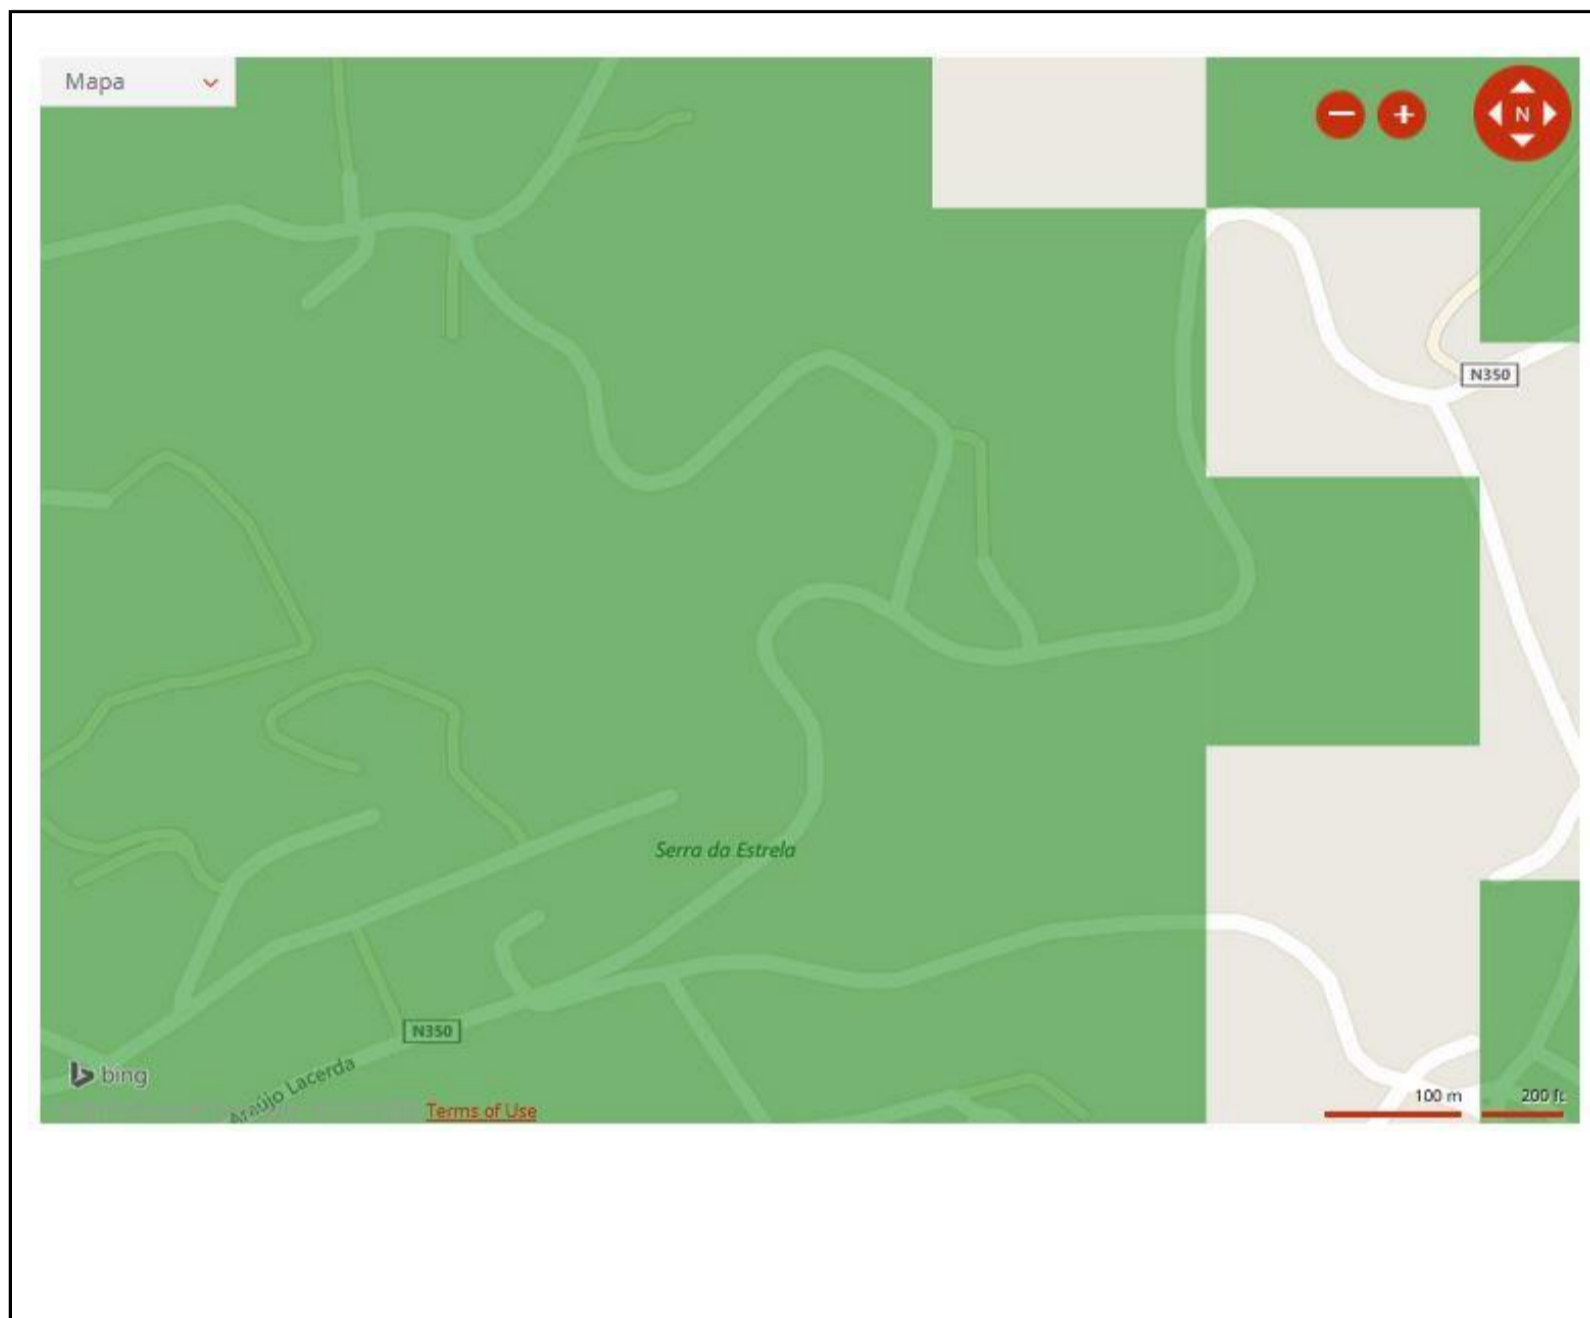 Mapa
N
N350
Serra da Estrela
N350
bing
Araújo Lacerda
Terms of Use
100 m
200 ft